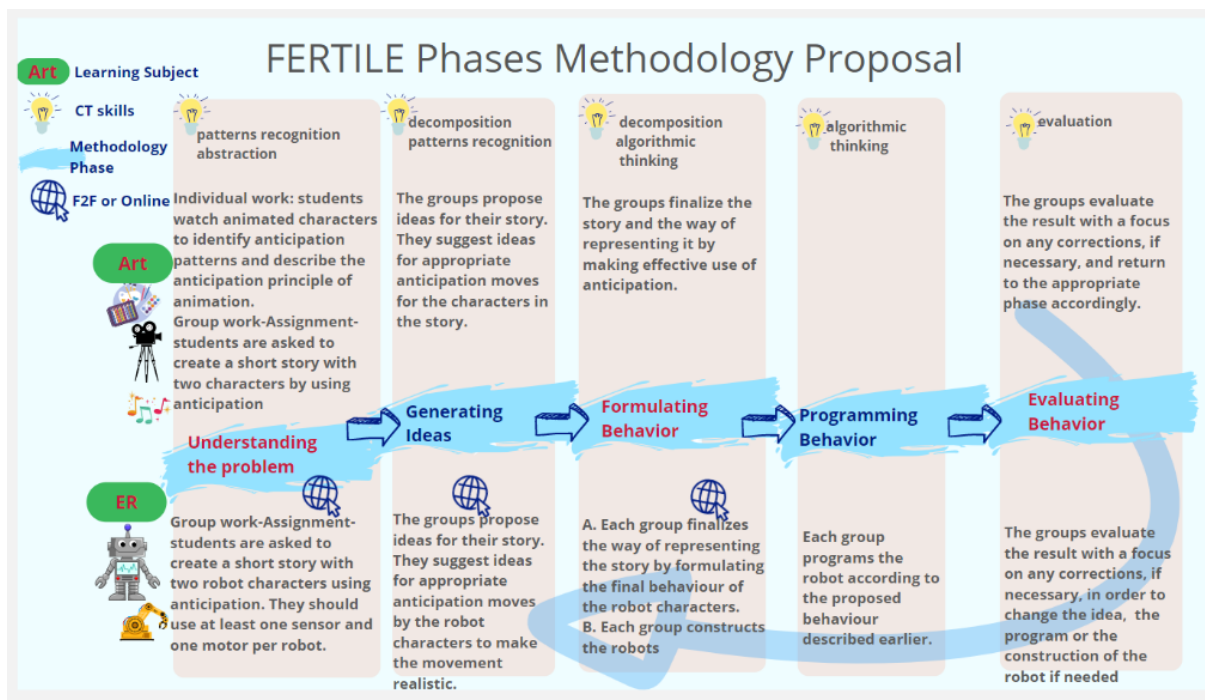 FERTILE Phases Methodology Proposal
Art
Learning Subject
CT skills
Methodology
Phase
F2F or Online
Art
ER
patterns recognition
abstraction
Individual work: students
watch animated characters
to identify anticipation
patterns and describe the
anticipation principle of
animation.
Group work-Assignment-
students are asked to
create a short story with
two characters by using
anticipation
Understanding
the problem
Group work-Assignment-
students are asked to
create a short story with
two robot characters using
anticipation. They should
use at least one sensor and
one motor per robot.
decomposition
patterns recognition
The groups propose
ideas for their story.
They suggest ideas
for appropriate
anticipation moves
for the characters in
the story.
Generating
Ideas
The groups propose
ideas for their story.
They suggest ideas
for appropriate
anticipation moves
by the robot
characters to make
the movement
realistic.
decomposition
algorithmic
thinking
The groups finalize the
story and the way of
representing it by
making effective use of
anticipation.
Formulating
Behavior
A. Each group finalizes
the way of representing
the story by formulating
the final behaviour of
the robot characters.
B. Each group constructs
the robots
algorithmic
thinking
Programming
Behavior
Each group
programs the
robot according to
the proposed
behaviour
described earlier.
evaluation
The groups evaluate
the result with a focus
on any corrections, if
necessary, and return
to the appropriate
phase accordingly.
Evaluating
Behavior
The groups evaluate
the result with a focus
on any corrections, if
necessary, in order to
change the idea, the
program or the
construction of the
robot if needed